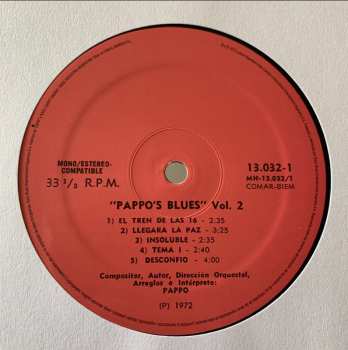 MONO/ESTEREO-
COMPATIBLE
33 1/3 R.P.M.
13.032-1
MH-13.032/1
COMAR-BIEM
"PAPPO'S BLUES" Vol. 2
1) EL TREN DE LAS 16 - 2:35
2) LLEGARA LA PAZ - 3:25
3) INSOLUBLE - 2:35
4) TEMA I - 2:40
5) DESCONFIO - 4:00
Compositor, Autor, Dirección Orquestal,
Arreglos e Intérprete:
PAPPO
(P) 1972